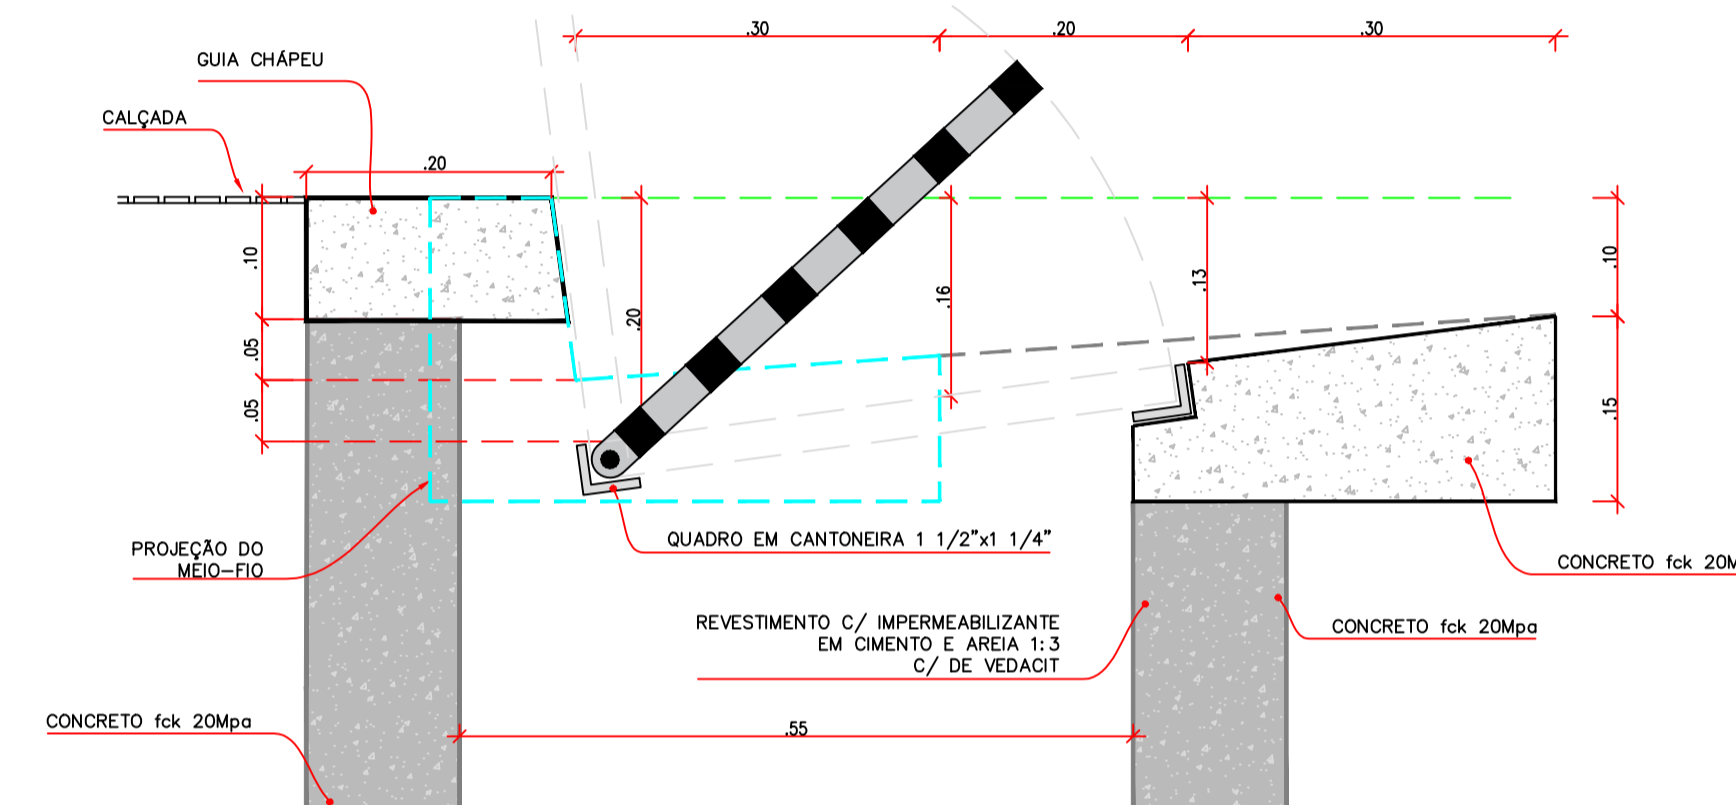 .30
.20
.30
GUIA CHÁPEU
CALÇADA
.20
.10
.05
.05
.20
.16
.13
.10
.15
QUADRO EM CANTONEIRA 1 1/2"x1 1/4"
PROJEÇÃO DO
MEIO-FIO
CONCRETO fck 20M
REVESTIMENTO C/ IMPERMEABILIZANTE
EM CIMENTO E AREIA 1:3
C/ DE VEDACIT
CONCRETO fck 20Mpa
CONCRETO fck 20Mpa
.55